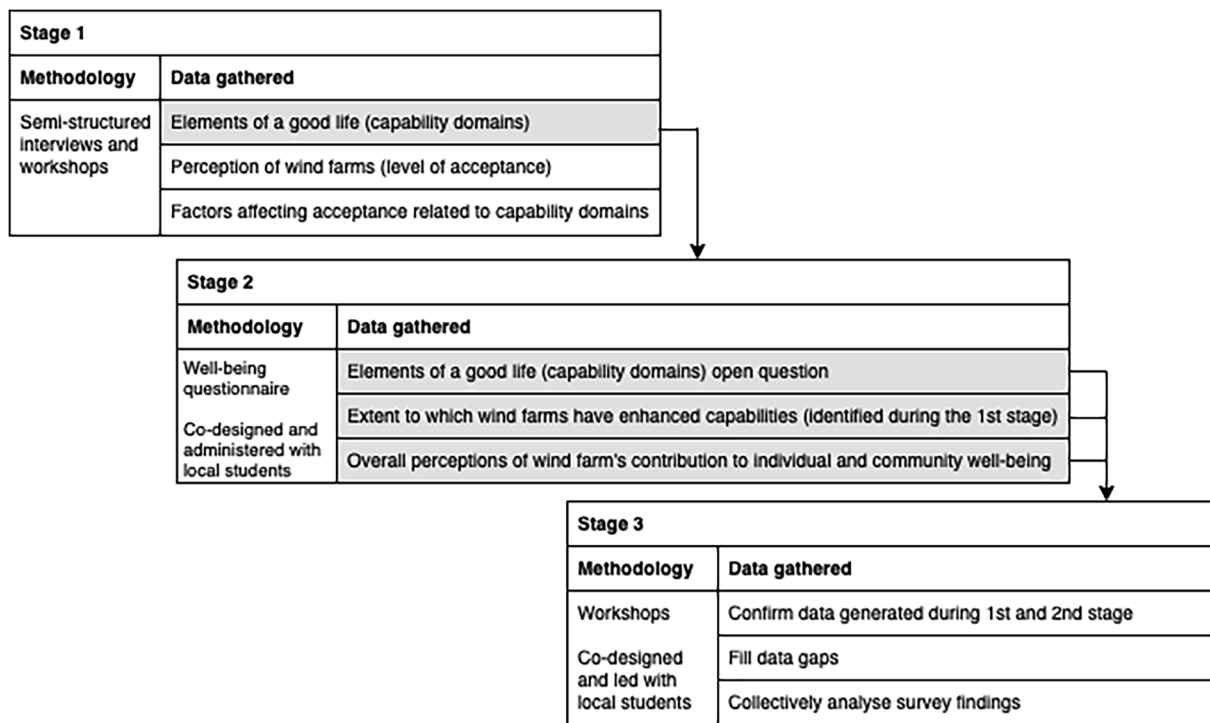 Stage 1
Methodology
Data gathered
Semi-structured
interviews and
workshops
Elements of a good life (capability domains)
Perception of wind farms (level of acceptance)
Factors affecting acceptance related to capability domains
Stage 2
Methodology
Data gathered
Well-being
questionnaire
Co-designed and
administered with
local students
Elements of a good life (capability domains) open question
Extent to which wind farms have enhanced capabilities (identified during the 1st stage)
Overall perceptions of wind farm's contribution to individual and community well-being
Stage 3
Methodology
Data gathered
Workshops
Co-designed
and led with
local students
Confirm data generated during 1st and 2nd stage
Fill data gaps
Collectively analyse survey findings